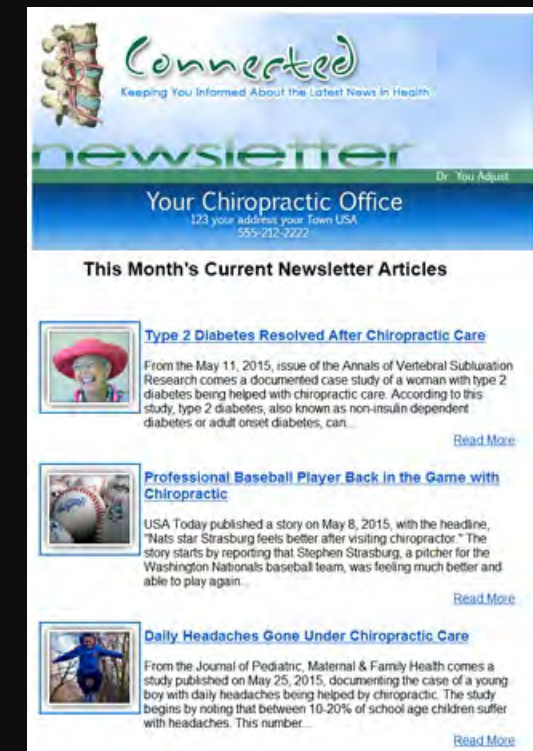 Connected
Keeping You Informed About the Latest News in Health
newsletter
Dr. You Adjust
Your Chiropractic Office
123 your address your Town USA
555-212-2222
This Month's Current Newsletter Articles
Type 2 Diabetes Resolved After Chiropractic Care
From the May 11, 2015, issue of the Annals of Vertebral Subluxation
Research comes a documented case study of a woman with type 2
diabetes being helped with chiropractic care. According to this
study, type 2 diabetes, also known as non-insulin dependent
diabetes or adult onset diabetes, can...
Read More
Professional Baseball Player Back in the Game with
Chiropractic
USA Today published a story on May 8, 2015, with the headline,
"Nats star Strasburg feels better after visiting chiropractor." The
story starts by reporting that Stephen Strasburg, a pitcher for the
Washington Nationals baseball team, was feeling much better and
able to play again...
Read More
Daily Headaches Gone Under Chiropractic Care
From the Journal of Pediatric, Maternal & Family Health comes a
study published on May 25, 2015, documenting the case of a young
boy with daily headaches being helped by chiropractic. The study
begins by noting that between 10-20% of school age children suffer
with headaches. This number...
Read More